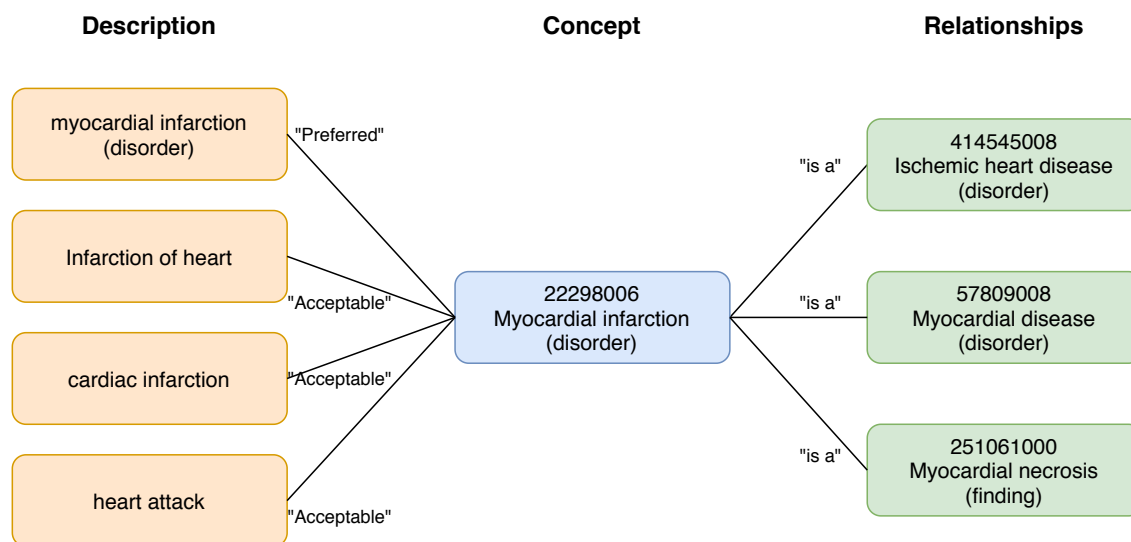 Description
Concept
Relationships
myocardial infarction
(disorder)
"Preferred"
Infarction of heart
"Acceptable"
cardiac infarction
"Acceptable"
heart attack
"Acceptable"
22298006
Myocardial infarction
(disorder)
"is a"
414545008
Ischemic heart disease
(disorder)
"is a"
57809008
Myocardial disease
(disorder)
"is a"
251061000
Myocardial necrosis
(finding)